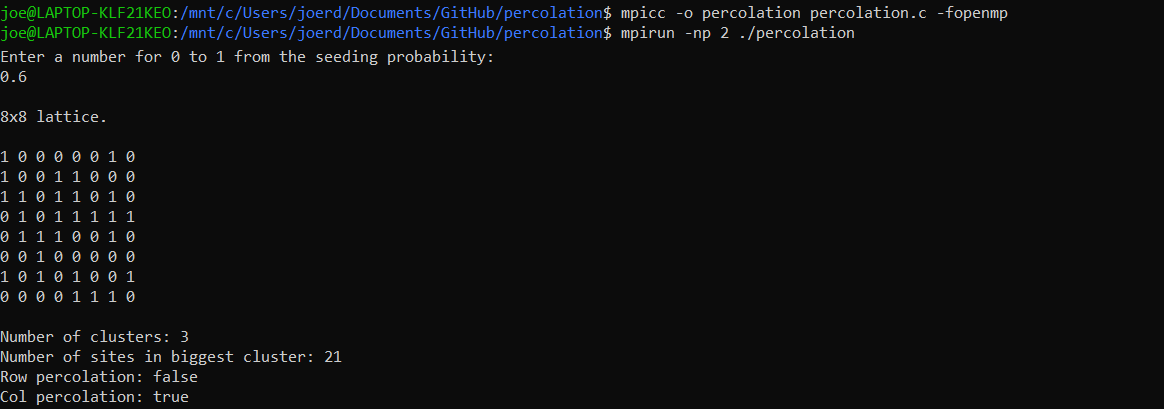 joe@LAPTOP-KLF21KEO:/mnt/c/Users/joerd/Documents/GitHub/percolation$ mpicc -o percolation percolation.c -fopenmp
joe@LAPTOP-KLF21KEO:/mnt/c/Users/joerd/Documents/GitHub/percolation$ mpirun -np 2 ./percolation
Enter a number for 0 to 1 from the seeding probability:
0.6
8x8 lattice.
1 0 0 0 0 0 1 0
1 0 0 1 1 0 0 0
1 1 0 1 1 0 1 0
0 1 0 1 1 1 1 1
0 1 1 1 0 0 1 0
0 0 1 0 0 0 0 0
1 0 1 0 1 0 0 1
0 0 0 0 1 1 1 0
Number of clusters: 3
Number of sites in biggest cluster: 21
Row percolation: false
Col percolation: true